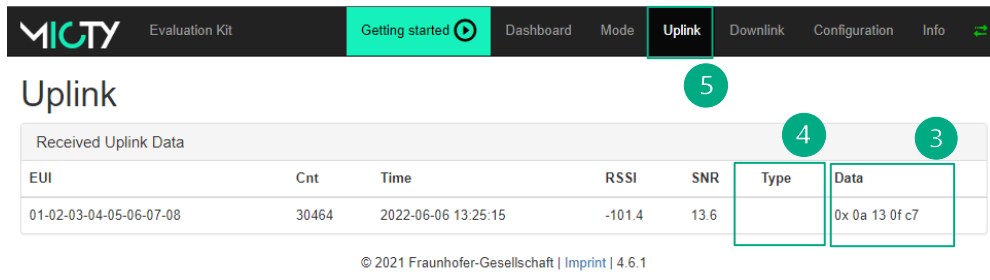 MIOTY Evaluation Kit Getting started Dashboard Mode Uplink Downlink Configuration Info
5
Uplink
4
3
Received Uplink Data
EUI Cnt Time RSSI SNR Type Data
01-02-03-04-05-06-07-08 30464 2022-06-06 13:25:15 -101.4 13.6 0x 0a 13 0f c7
© 2021 Fraunhofer-Gesellschaft | Imprint | 4.6.1